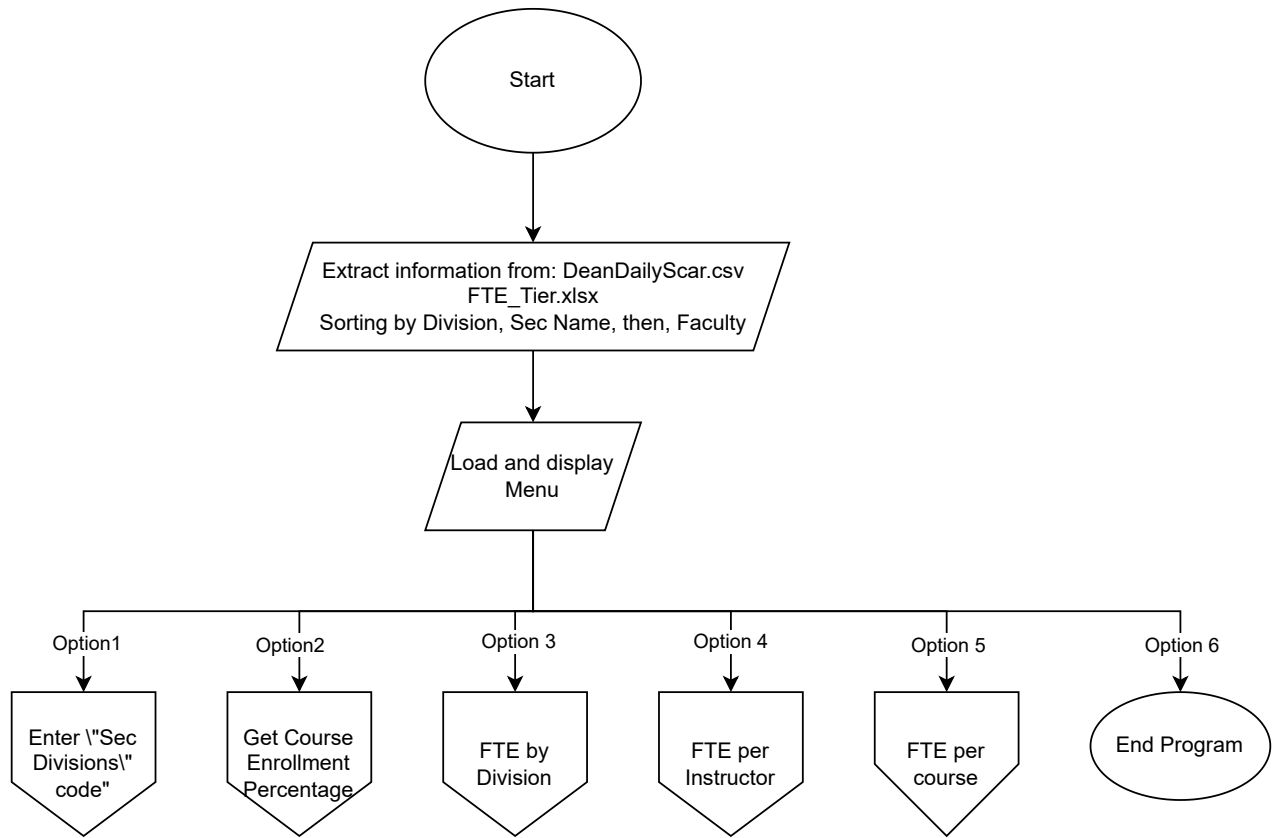 Start
Extract information from: DeanDailyScar.csv
FTE_Tier.xlsx
Sorting by Division, Sec Name, then, Faculty
Load and display
Menu
Option1
Option2
Option 3
Option 4
Option 5
Option 6
Enter \"Sec
Divisions\"
code"
Get Course
Enrollment
Percentage
FTE by
Division
FTE per
Instructor
FTE per
course
End Program